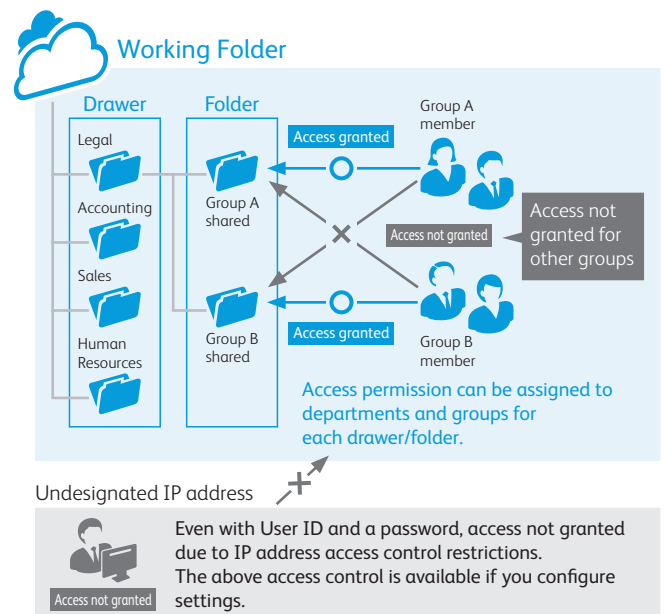 Working Folder
Drawer
Folder
Legal
Accounting
Sales
Human
Resources
Group A
shared
Group B
shared
Access granted
Group A
member
Access not granted
Access not
granted for
other groups
Access granted
Group B
member
Access permission can be assigned to
departments and groups for
each drawer/folder.
Undesignated IP address
Access not granted
Even with User ID and a password, access not granted
due to IP address access control restrictions.
The above access control is available if you configure
settings.